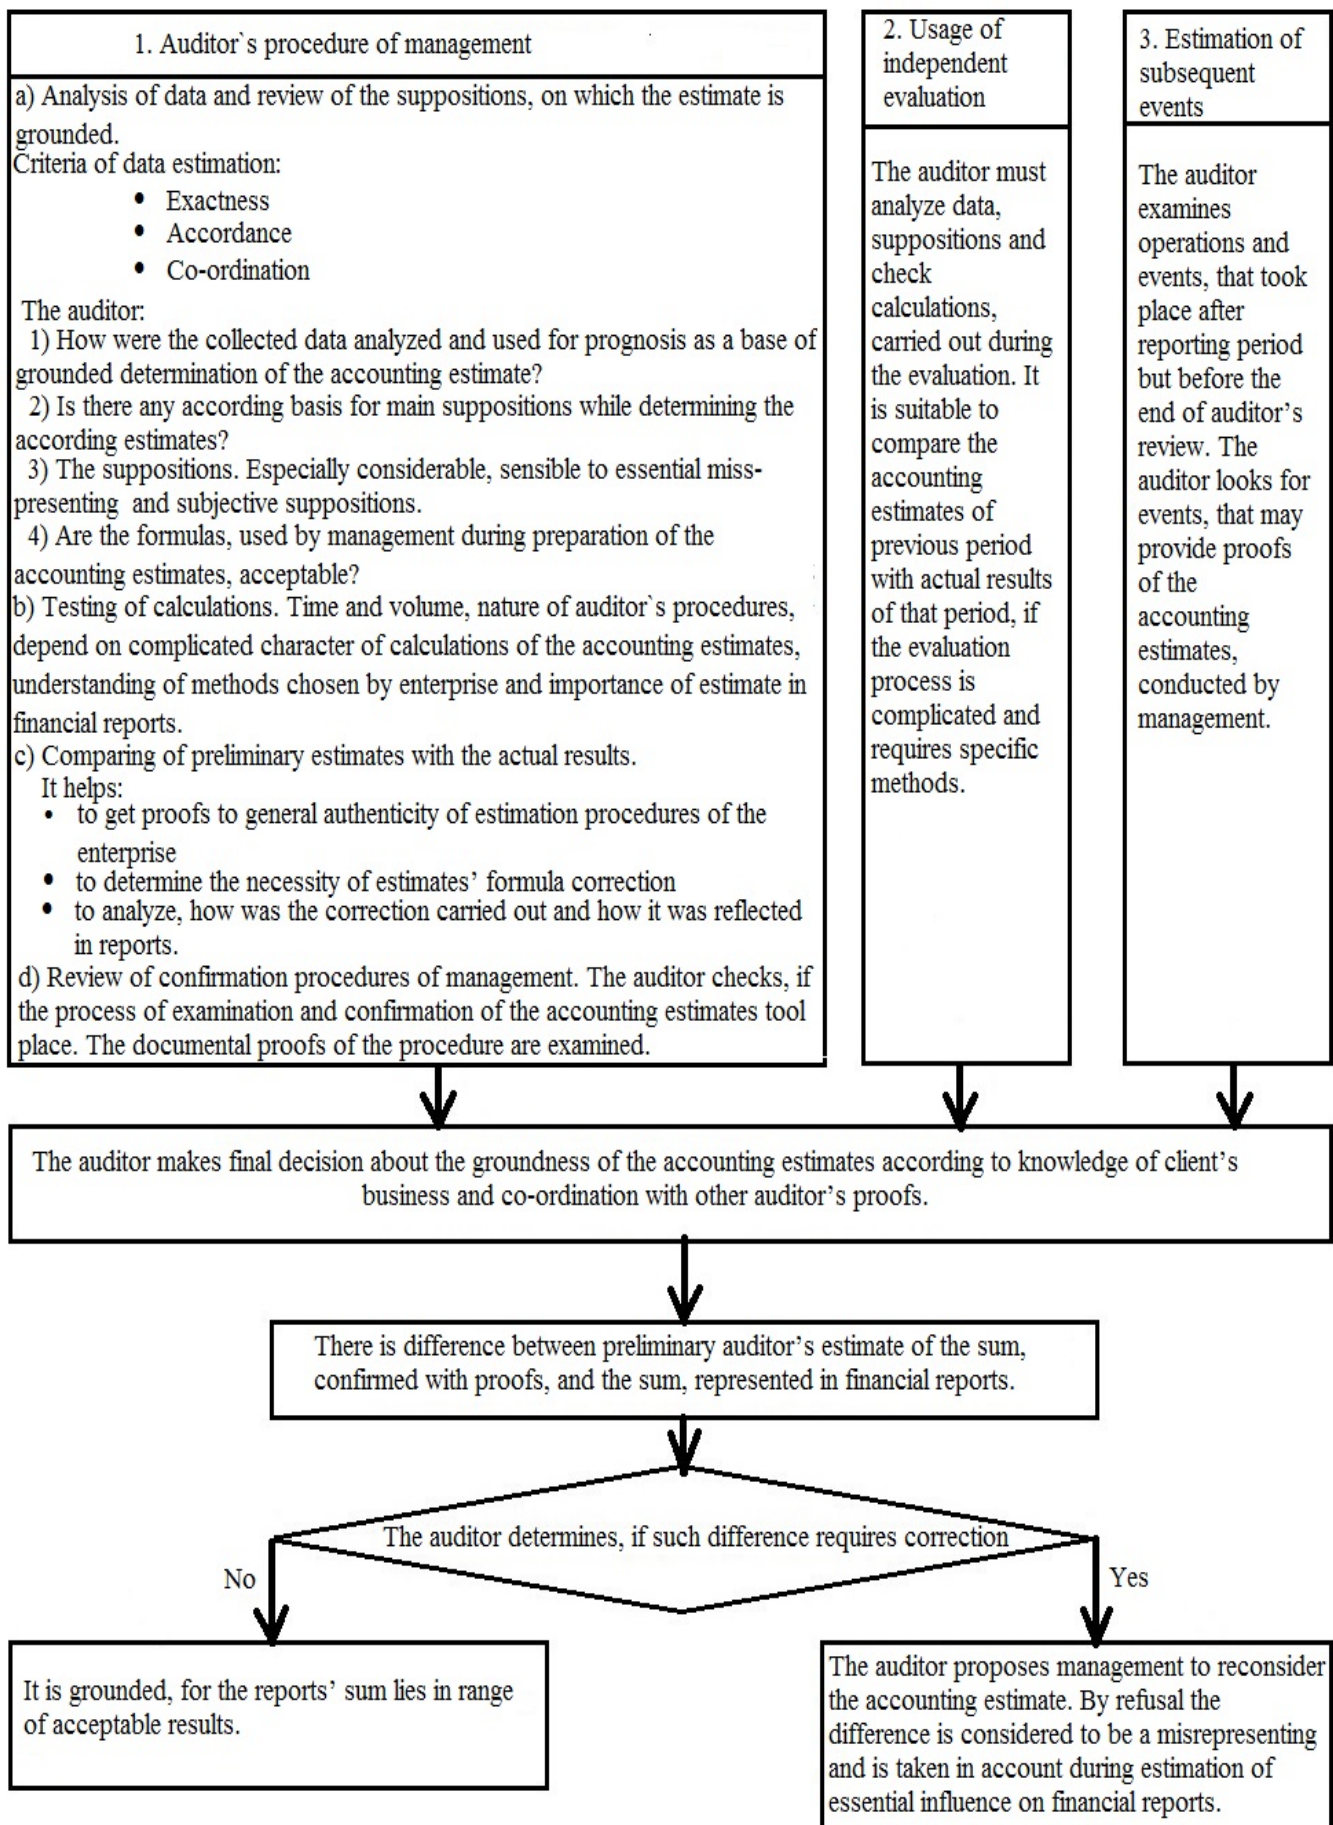 1. Auditor`s procedure of management
a) Analysis of data and review of the suppositions, on which the estimate is
grounded.
Criteria of data estimation:
• Exactness
• Accordance
• Co-ordination
The auditor:
1) How were the collected data analyzed and used for prognosis as a base of
grounded determination of the accounting estimate?
2) Is there any according basis for main suppositions while determining the
according estimates?
3) The suppositions. Especially considerable, sensible to essential miss-
presenting and subjective suppositions.
4) Are the formulas, used by management during preparation of the
accounting estimates, acceptable?
b) Testing of calculations. Time and volume, nature of auditor`s procedures,
depend on complicated character of calculations of the accounting estimates,
understanding of methods chosen by enterprise and importance of estimate in
financial reports.
c) Comparing of preliminary estimates with the actual results.
It helps:
• to get proofs to general authenticity of estimation procedures of the
enterprise
• to determine the necessity of estimates’ formula correction
• to analyze, how was the correction carried out and how it was reflected
in reports.
d) Review of confirmation procedures of management. The auditor checks, if
the process of examination and confirmation of the accounting estimates tool
place. The documental proofs of the procedure are examined.
2. Usage of
independent
evaluation
The auditor must
analyze data,
suppositions and
check
calculations,
carried out during
the evaluation. It
is suitable to
compare the
accounting
estimates of
previous period
with actual results
of that period, if
the evaluation
process is
complicated and
requires specific
methods.
3. Estimation of
subsequent
events
The auditor
examines
operations and
events, that took
place after
reporting period
but before the
end of auditor’s
review. The
auditor looks for
events, that may
provide proofs
of the
accounting
estimates,
conducted by
management.
The auditor makes final decision about the groundness of the accounting estimates according to knowledge of client’s
business and co-ordination with other auditor’s proofs.
There is difference between preliminary auditor’s estimate of the sum,
confirmed with proofs, and the sum, represented in financial reports.
The auditor determines, if such difference requires correction
No
Yes
It is grounded, for the reports’ sum lies in range
of acceptable results.
The auditor proposes management to reconsider
the accounting estimate. By refusal the
difference is considered to be a misrepresenting
and is taken in account during estimation of
essential influence on financial reports.